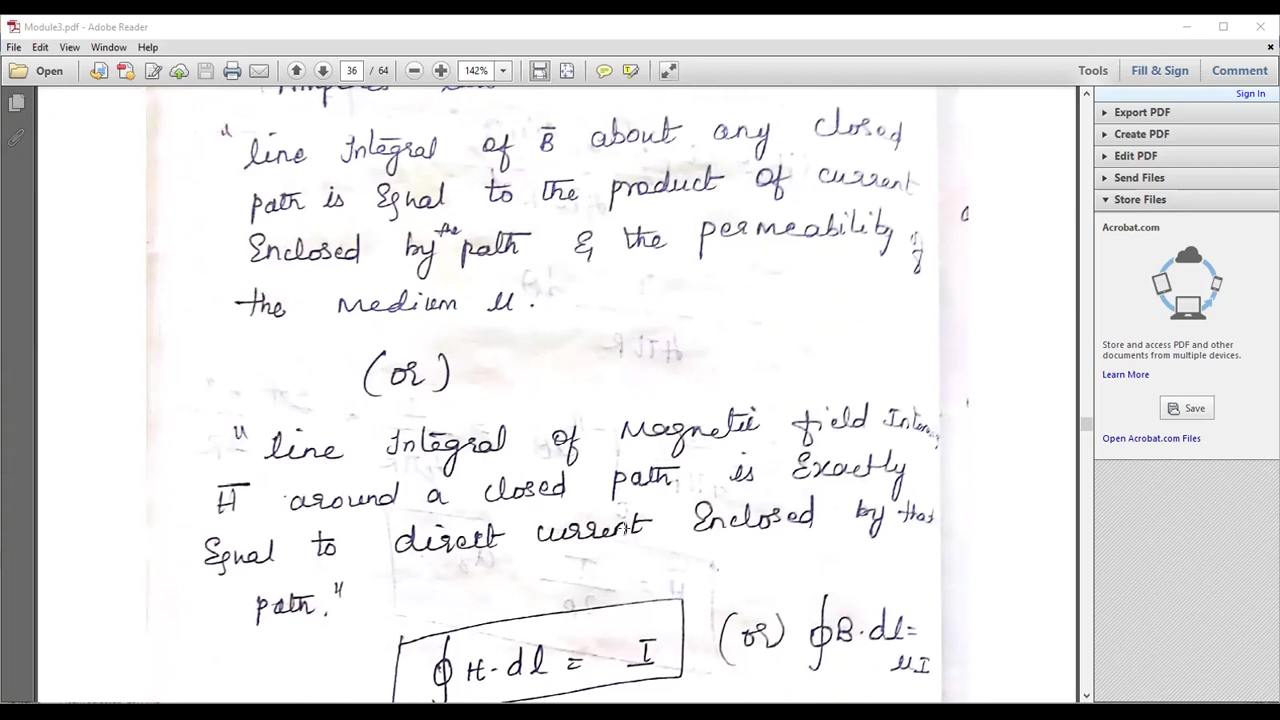 Module3.pdf - Adobe Reader
File Edit View Window Help
Open 36 / 64 142% Tools Fill & Sign Comment
Sign In
Export PDF
Create PDF
Edit PDF
Send Files
Store Files
Acrobat.com
Store and access PDF and other
documents from multiple devices.
Learn More
Save
Open Acrobat.com Files
" line Integral of B̄ about any closed
path is Equal to the product of current
Enclosed by the path & the permeability of
the medium μ.
(or)
" line Integral of Magnetic field
H̄ around a closed path is Exactly
Equal to direct current Enclosed by that
path."
∮ H·dl = I (or) ∮ B·dl =
μI